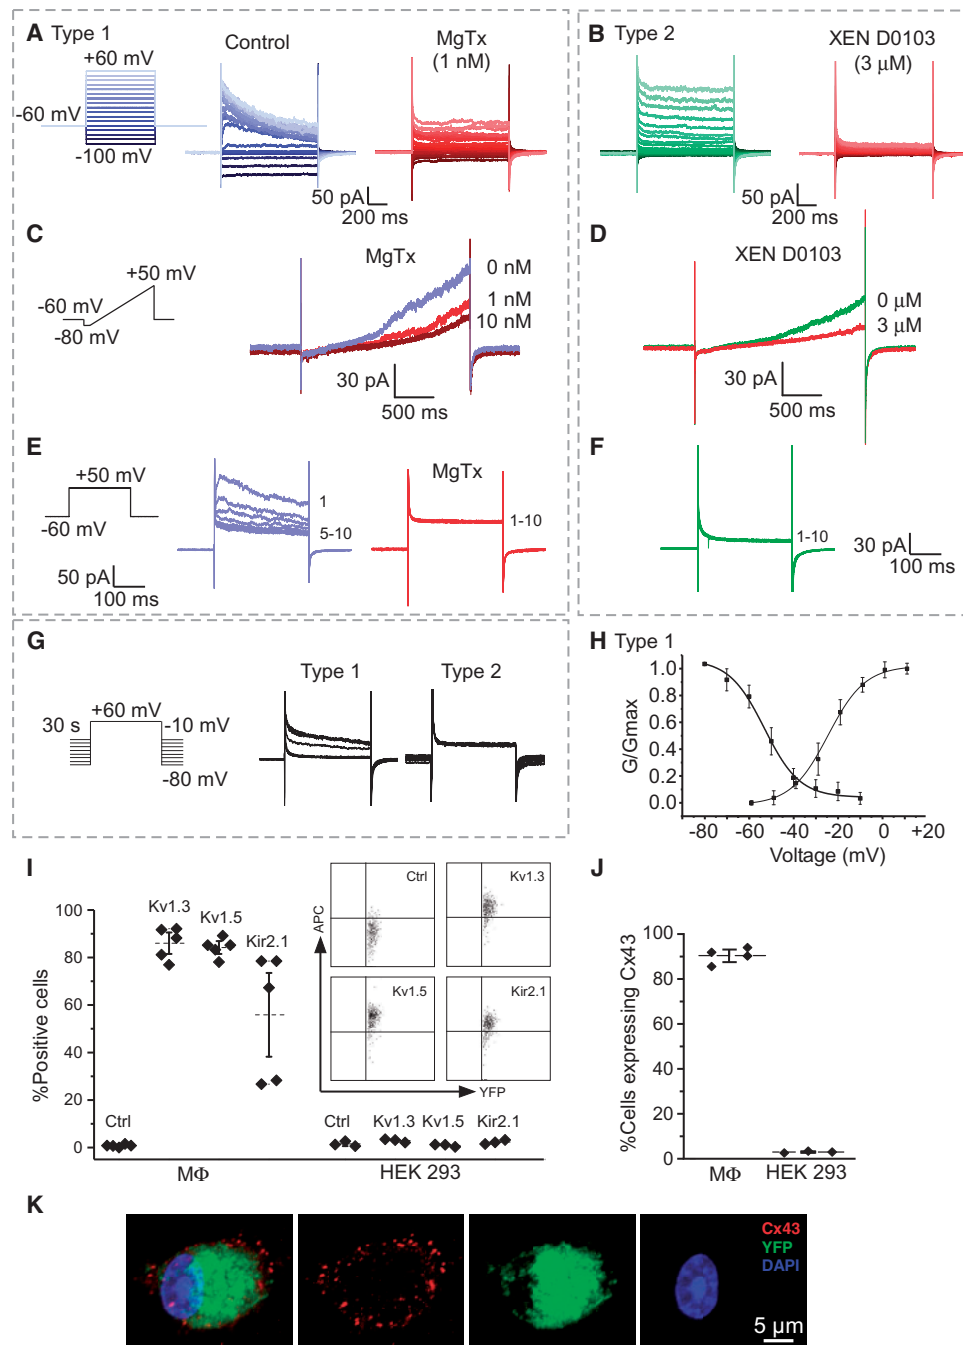 A Type 1
+60 mV
-60 mV
-100 mV
Control
MgTx
(1 nM)
50 pA
200 ms
B Type 2
XEN D0103
(3 µM)
50 pA
200 ms
C
+50 mV
-60 mV
-80 mV
MgTx
0 nM
1 nM
10 nM
30 pA
500 ms
D
XEN D0103
0 µM
3 µM
30 pA
500 ms
E
+50 mV
-60 mV
50 pA
100 ms
1
5-10
MgTx
1-10
F
1-10
30 pA
100 ms
G
30 s
+60 mV
-10 mV
-80 mV
Type 1
Type 2
H Type 1
G/Gmax
1.0
0.8
0.6
0.4
0.2
0.0
-80 -60 -40 -20 0 +20
Voltage (mV)
I
%Positive cells
100
80
60
40
20
0
Ctrl
Kv1.3
Kv1.5
Kir2.1
MΦ
Ctrl
Kv1.3
Kv1.5
Kir2.1
HEK 293
APC
YFP
Ctrl
Kv1.3
Kv1.5
Kir2.1
J
%Cells expressing Cx43
100
80
60
40
20
0
MΦ HEK 293
K
Cx43
YFP
DAPI
5 µm